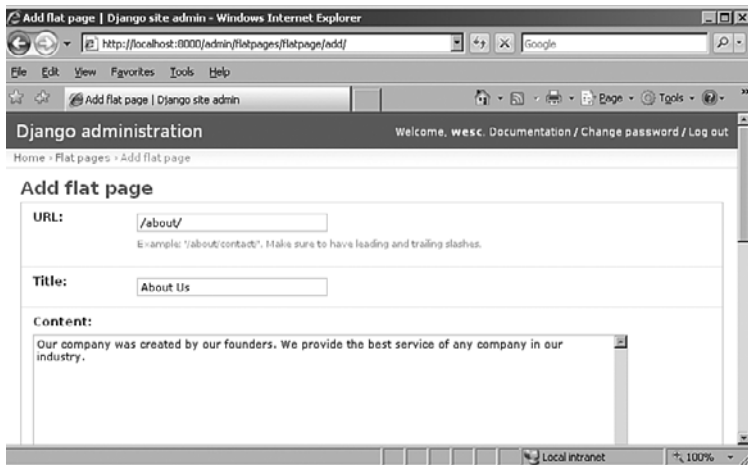 Add flat page | Django site admin - Windows Internet Explorer
http://localhost:8000/admin/flatpages/flatpage/add/
Google
File Edit View Favorites Tools Help
Add flat page | Django site admin
Page Tools
Django administration
Welcome, wesc. Documentation / Change password / Log out
Home › Flat pages › Add flat page
Add flat page
URL:
/about/
Example: "/about/contact/". Make sure to have leading and trailing slashes.
Title:
About Us
Content:
Our company was created by our founders. We provide the best service of any company in our
industry.
Local intranet
100%